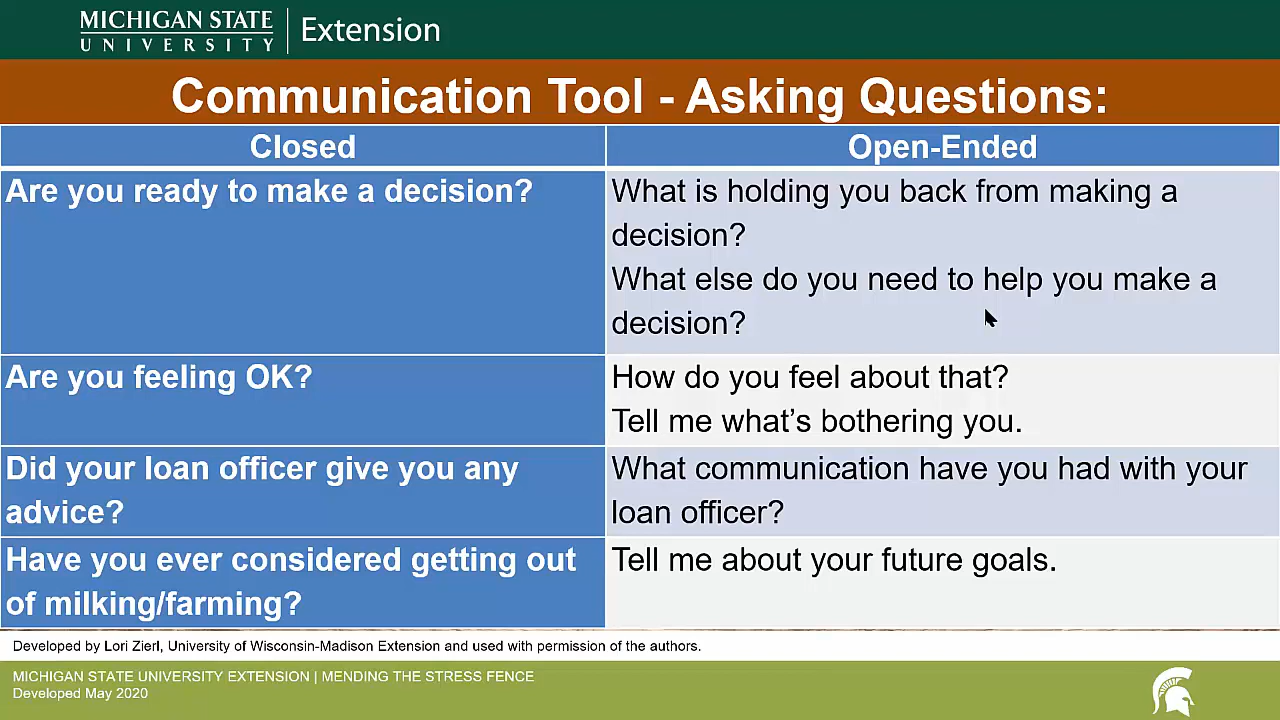 MICHIGAN STATE
UNIVERSITY
Extension
Communication Tool - Asking Questions:
Closed
Open-Ended
Are you ready to make a decision?
What is holding you back from making a
decision?
What else do you need to help you make a
decision?
Are you feeling OK?
How do you feel about that?
Tell me what’s bothering you.
Did your loan officer give you any
advice?
What communication have you had with your
loan officer?
Have you ever considered getting out
of milking/farming?
Tell me about your future goals.
Developed by Lori Zierl, University of Wisconsin-Madison Extension and used with permission of the authors.
MICHIGAN STATE UNIVERSITY EXTENSION | MENDING THE STRESS FENCE
Developed May 2020